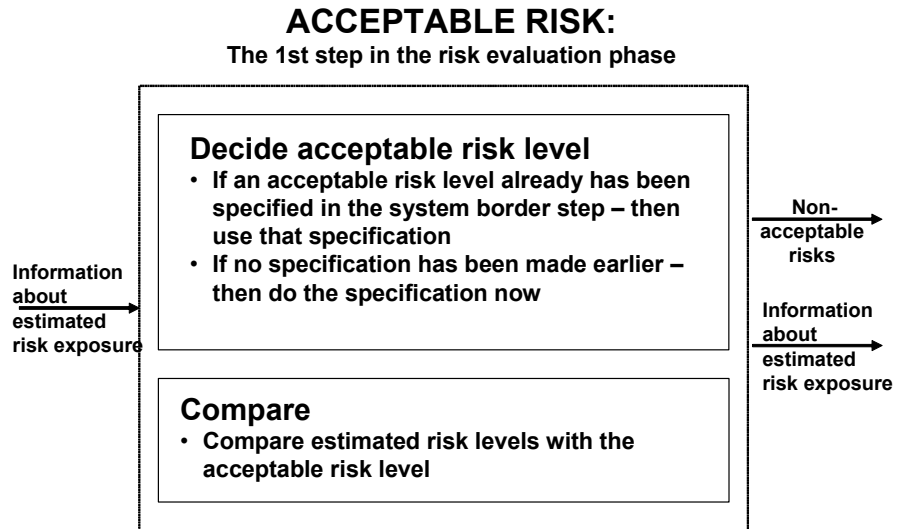 ACCEPTABLE RISK:
The 1st step in the risk evaluation phase
Information
about
estimated
risk exposure
Decide acceptable risk level
• If an acceptable risk level already has been
specified in the system border step – then
use that specification
• If no specification has been made earlier –
then do the specification now
Compare
• Compare estimated risk levels with the
acceptable risk level
Non-
acceptable
risks
Information
about
estimated
risk exposure